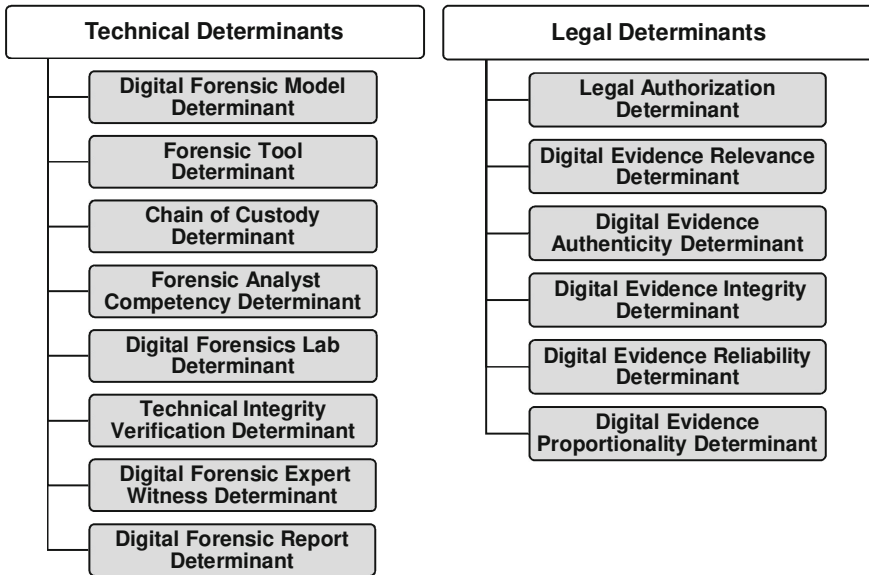 Technical Determinants
Digital Forensic Model
Determinant
Forensic Tool
Determinant
Chain of Custody
Determinant
Forensic Analyst
Competency Determinant
Digital Forensics Lab
Determinant
Technical Integrity
Verification Determinant
Digital Forensic Expert
Witness Determinant
Digital Forensic Report
Determinant
Legal Determinants
Legal Authorization
Determinant
Digital Evidence Relevance
Determinant
Digital Evidence
Authenticity Determinant
Digital Evidence Integrity
Determinant
Digital Evidence Reliability
Determinant
Digital Evidence
Proportionality Determinant